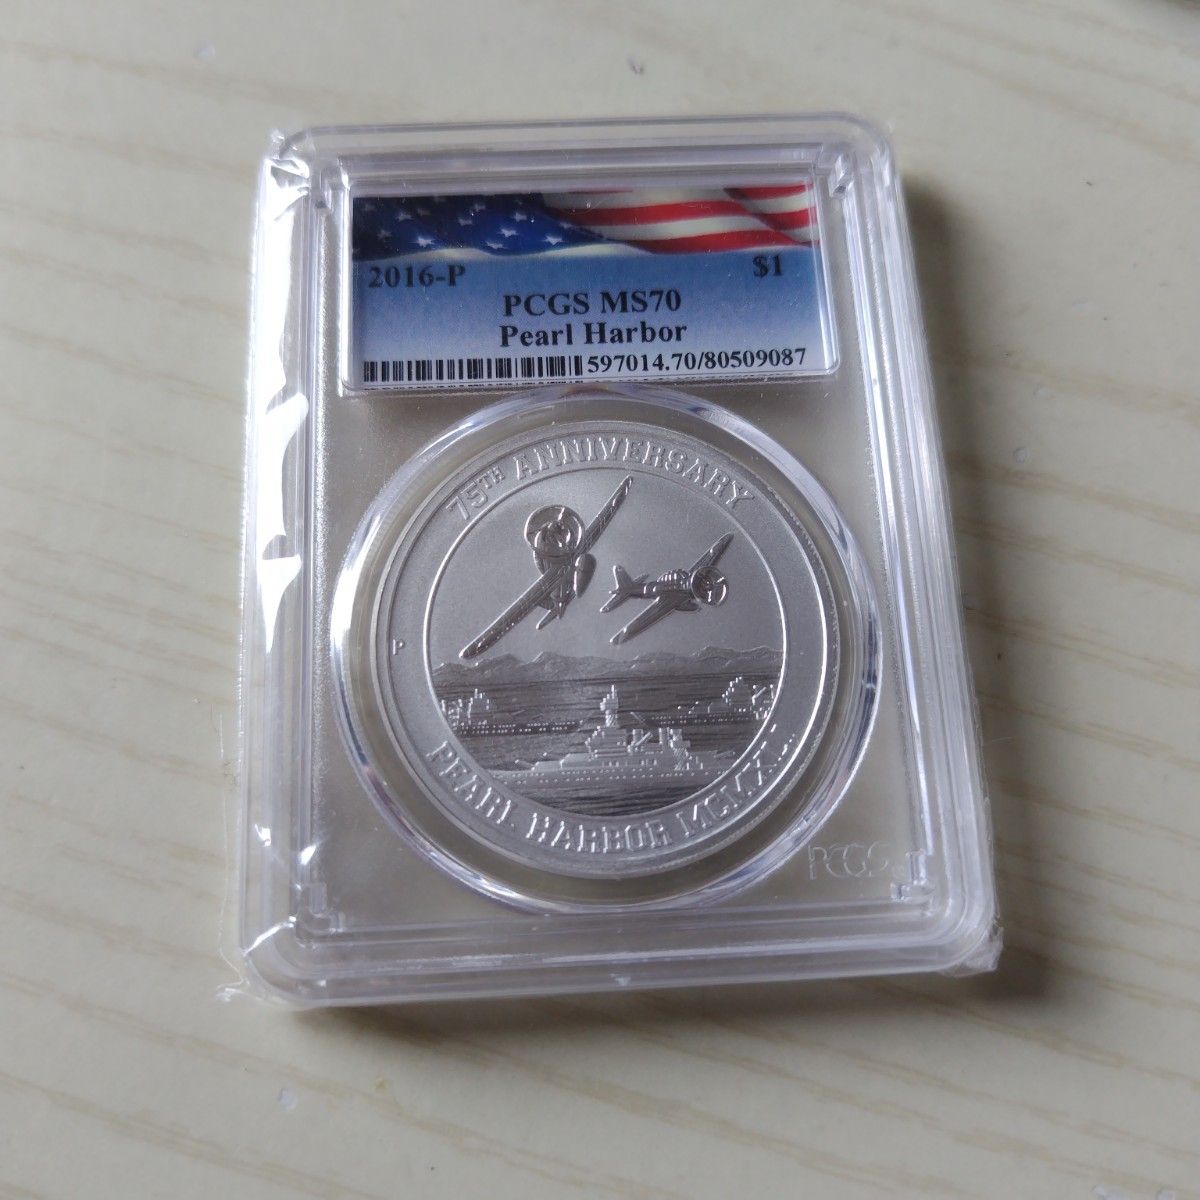 2016-P $1
PCGS MS70
Pearl Harbor
597014.70/80509087
75TH ANNIVERSARY
P
PEARL HARBOR
PCGS